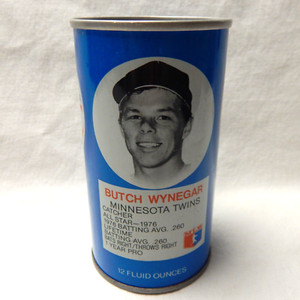 BUTCH WYNEGAR
MINNESOTA TWINS
CATCHER
ALL-STAR—1976
1976 BATTING AVG. .260
LIFETIME
BATTING AVG. .260
BATS RIGHT/THROWS RIGHT
1 YEAR PRO
12 FLUID OUNCES